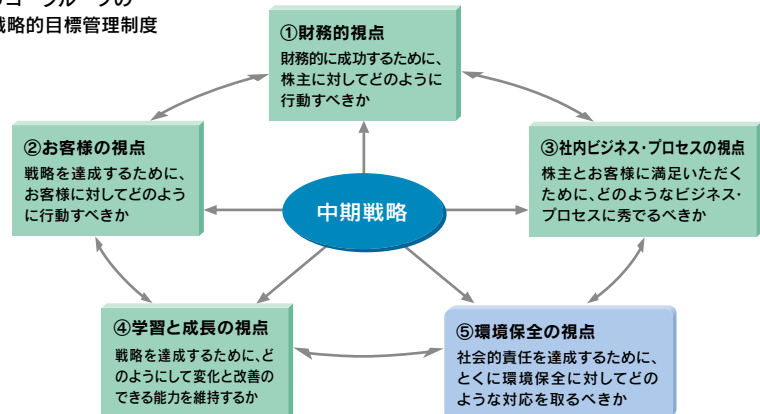 コーグループの
戦略的目標管理制度
①財務的視点
財務的に成功するために、
株主に対してどのように
行動すべきか
②お客様の視点
戦略を達成するために、
お客様に対してどのよう
に行動すべきか
③社内ビジネス・プロセスの視点
株主とお客様に満足いただく
ために、どのようなビジネス・
プロセスに秀でるべきか
中期戦略
④学習と成長の視点
戦略を達成するために、ど
のようにして変化と改善の
できる能力を維持するか
⑤環境保全の視点
社会的責任を達成するために、
とくに環境保全に対してどの
ような対応を取るべきか